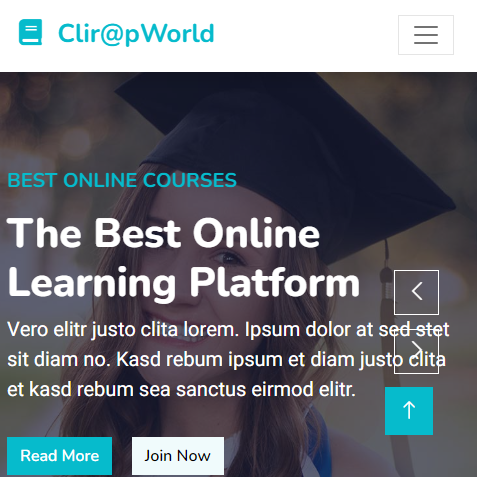 Clir@pWorld
BEST ONLINE COURSES
The Best Online
Learning Platform
Vero elitr justo clita lorem. Ipsum dolor at sed stet
sit diam no. Kasd rebum ipsum et diam justo clita
et kasd rebum sea sanctus eirmod elitr.
Read More
Join Now